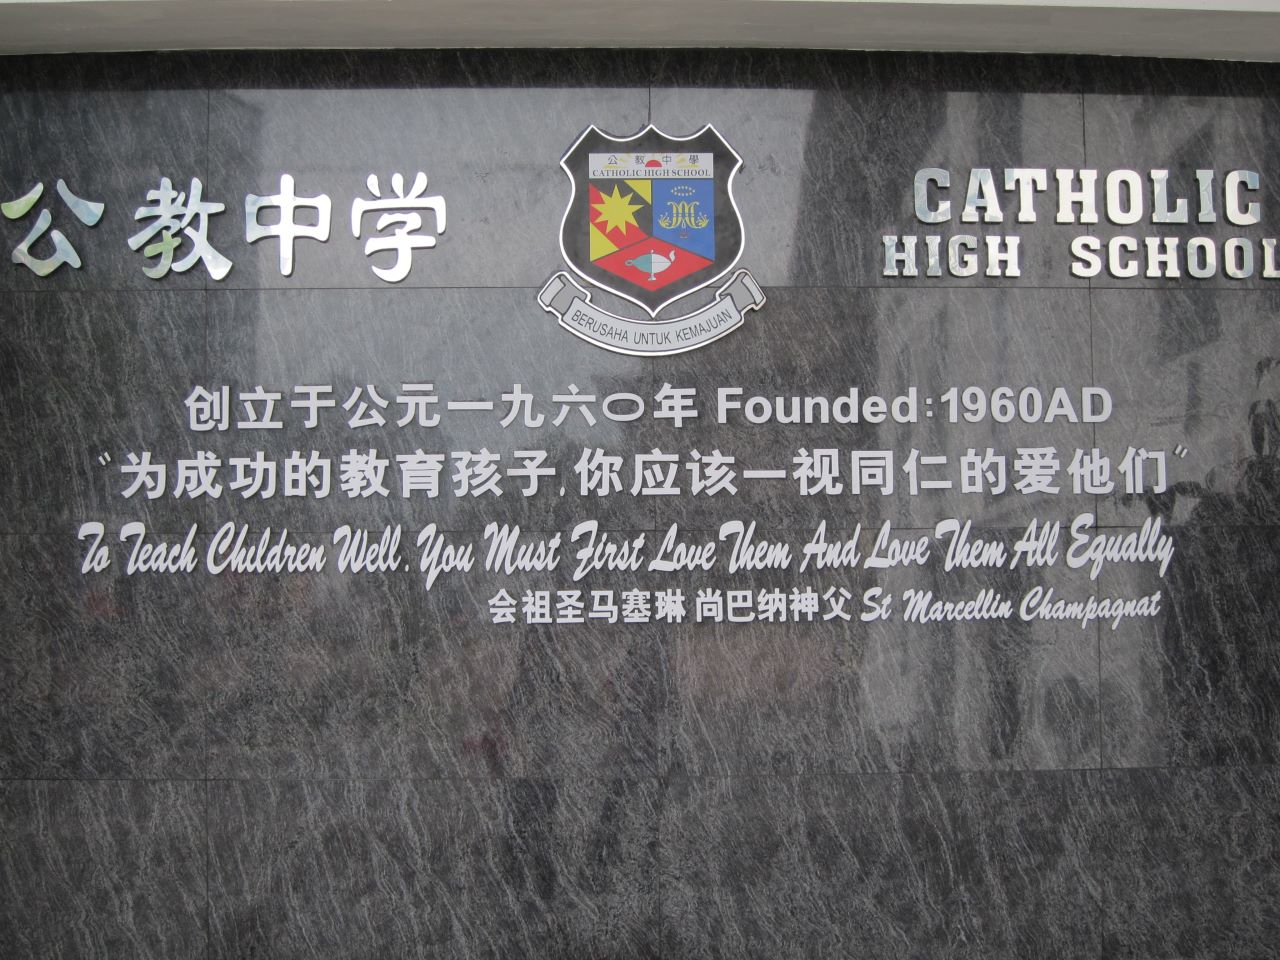 公教中学
公教中學
CATHOLIC HIGH SCHOOL
BERUSAHA UNTUK KEMAJUAN
CATHOLIC
HIGH SCHOOL
创立于公元一九六〇年 Founded:1960AD
"为成功的教育孩子,你应该一视同仁的爱他们"
To Teach Children Well. You Must First Love Them And Love Them All Equally
会祖圣马塞琳 尚巴纳神父 St Marcellin Champagnat